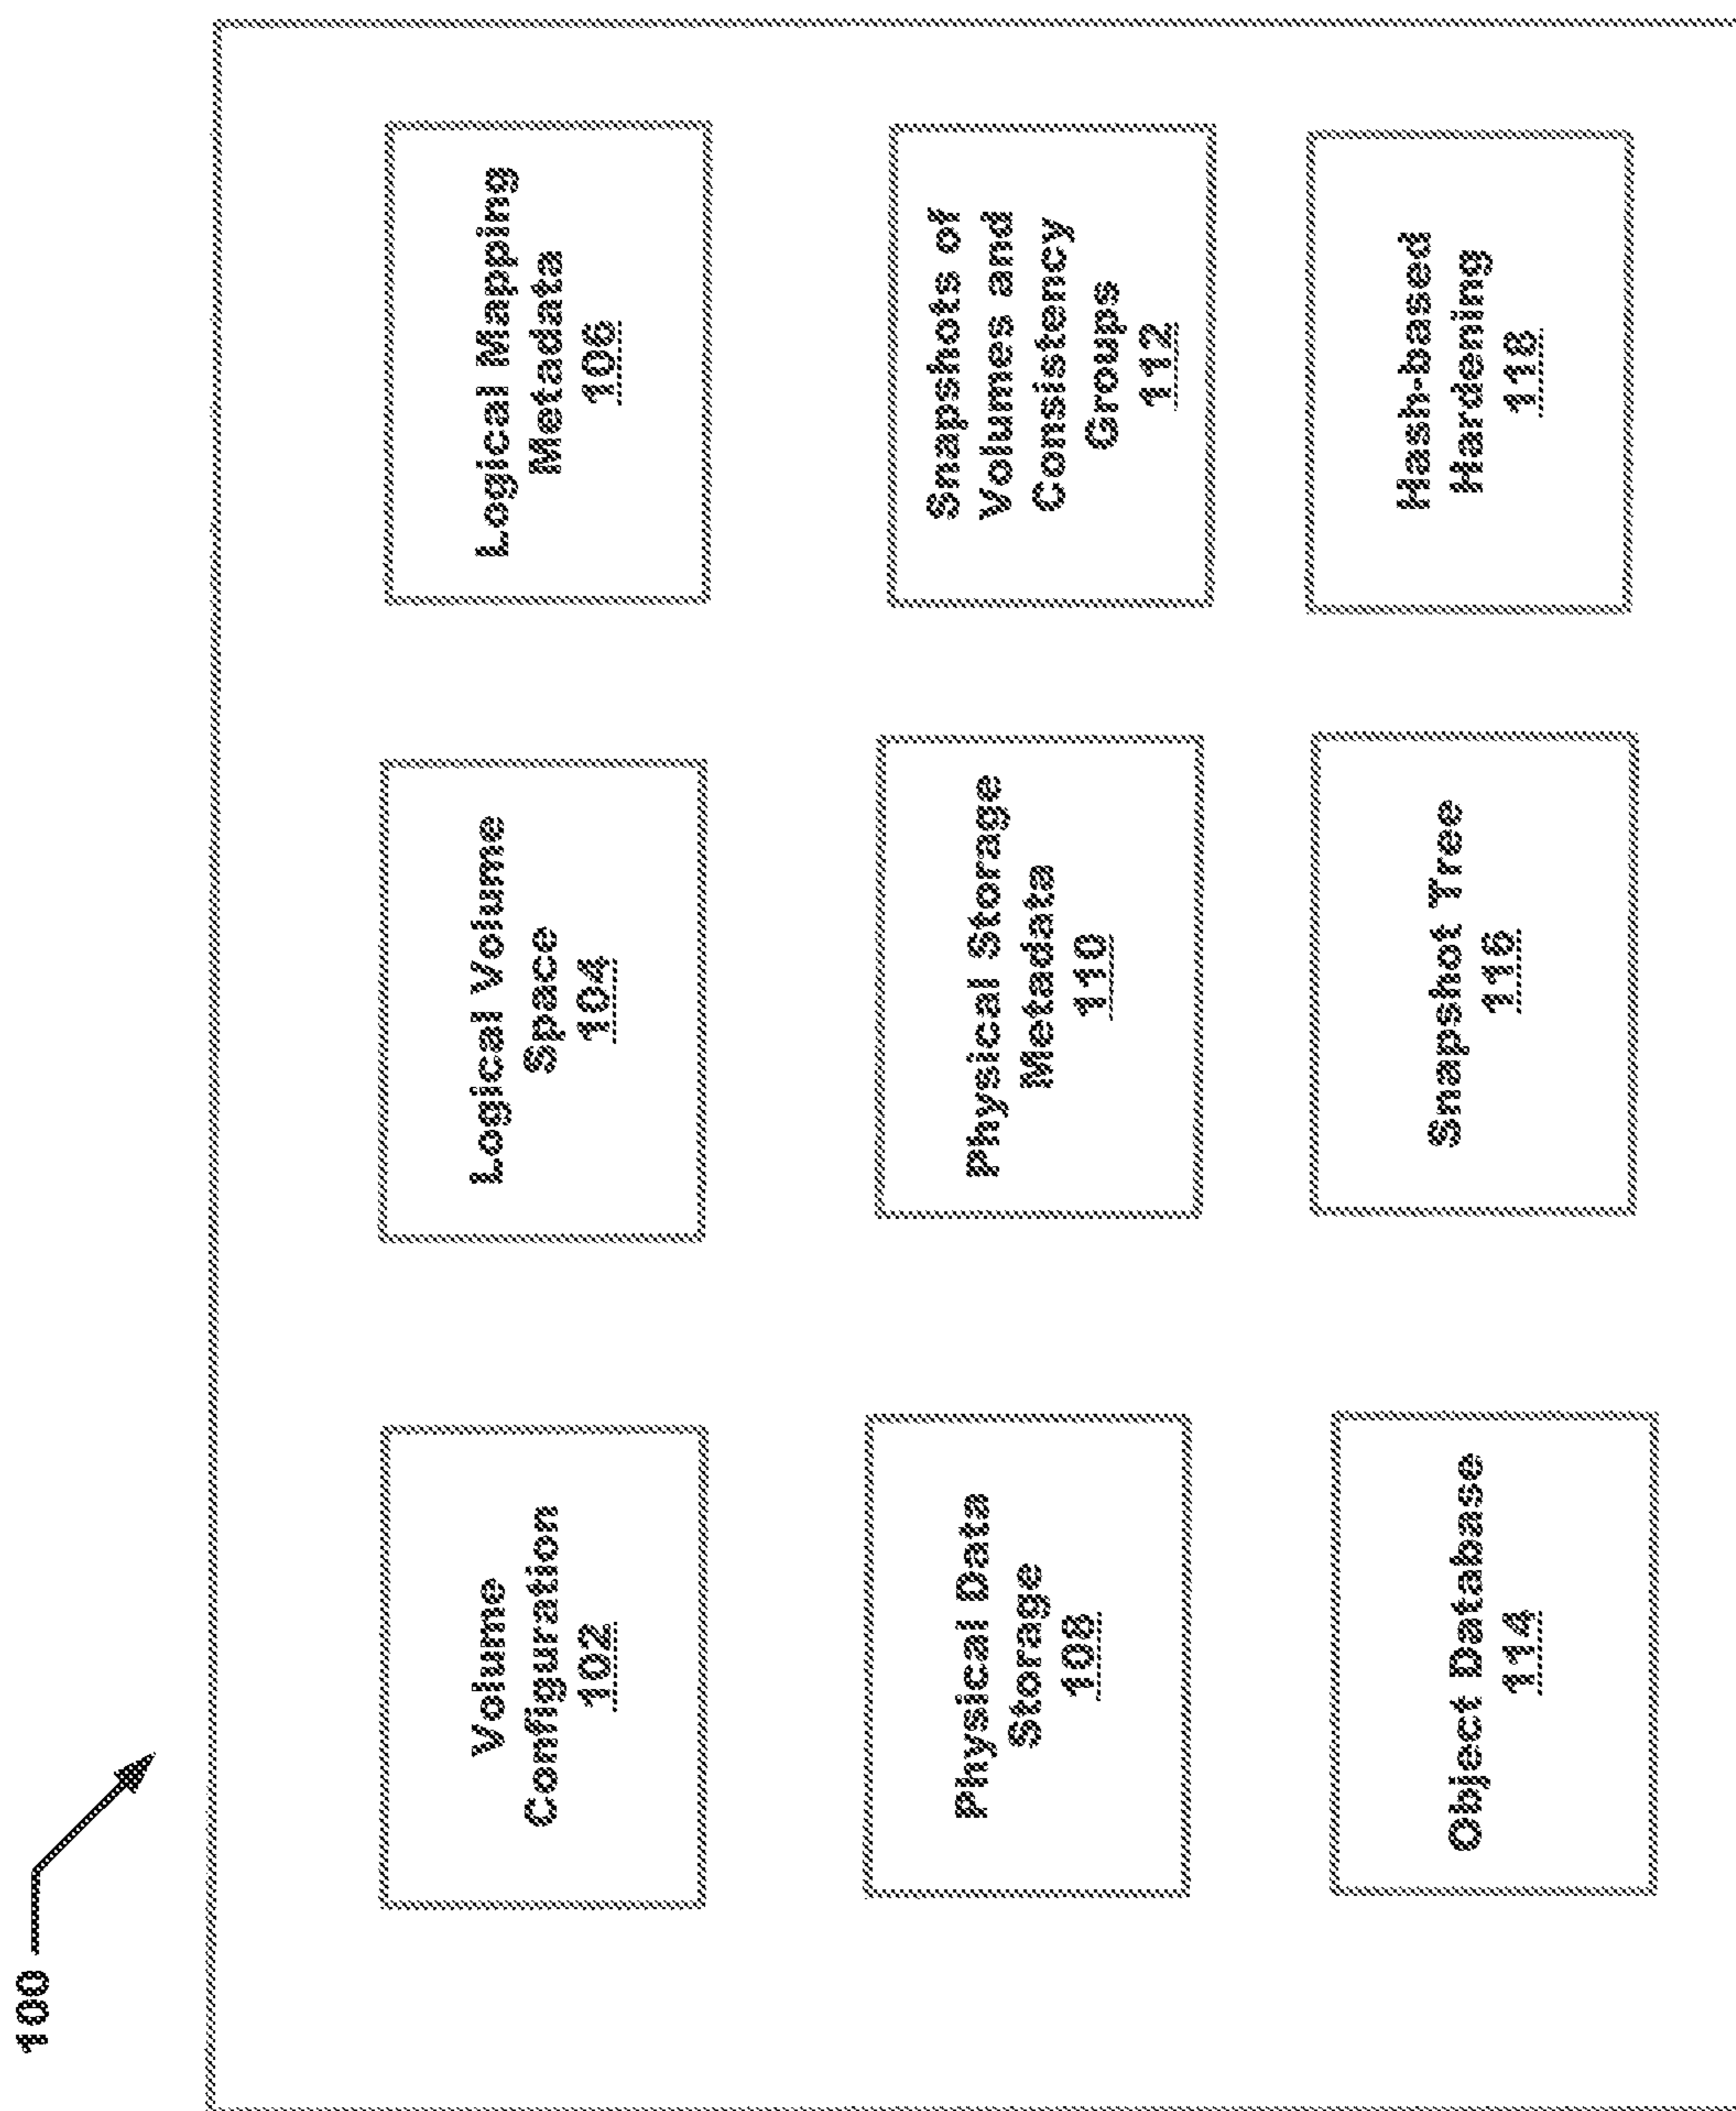 100
Volume
Configuration
102
Logical Volume
Space
104
Logical Mapping
Metadata
106
Physical Data
Storage
108
Physical Storage
Metadata
110
Snapshots of
Volumes and
Consistency
Groups
112
Object Database
114
Snapshot Tree
116
Hash-based
Hardening
118